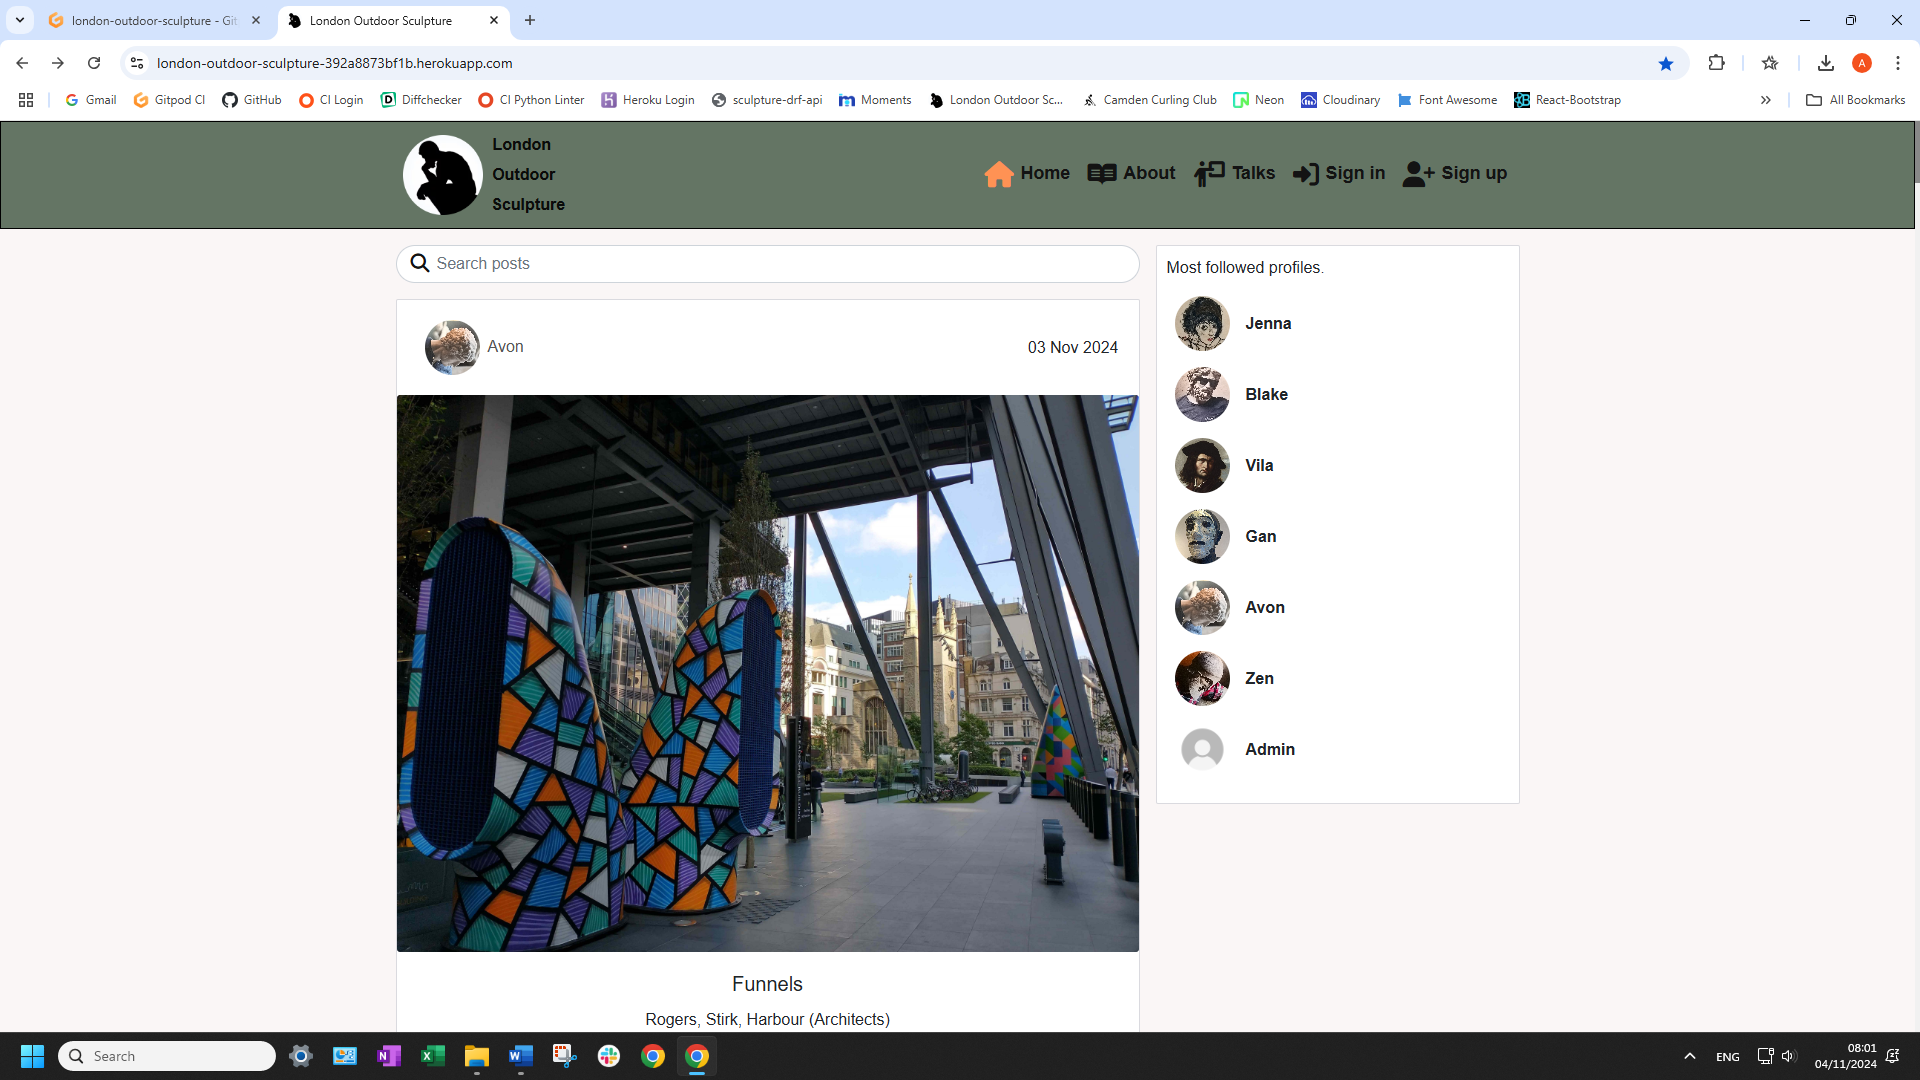 london-outdoor-sculpture - Git
London Outdoor Sculpture
london-outdoor-sculpture-392a8873bf1b.herokuapp.com
A
Gmail
Gitpod CI
GitHub
CI Login
Diffchecker
CI Python Linter
Heroku Login
sculpture-drf-api
Moments
London Outdoor Sc...
Camden Curling Club
Neon
Cloudinary
Font Awesome
React-Bootstrap
All Bookmarks
London
Outdoor
Sculpture
Home
About
Talks
Sign in
Sign up
Search posts
Avon
03 Nov 2024
Funnels
Rogers, Stirk, Harbour (Architects)
Most followed profiles.
Jenna
Blake
Vila
Gan
Avon
Zen
Admin
Search
ENG
08:01
04/11/2024